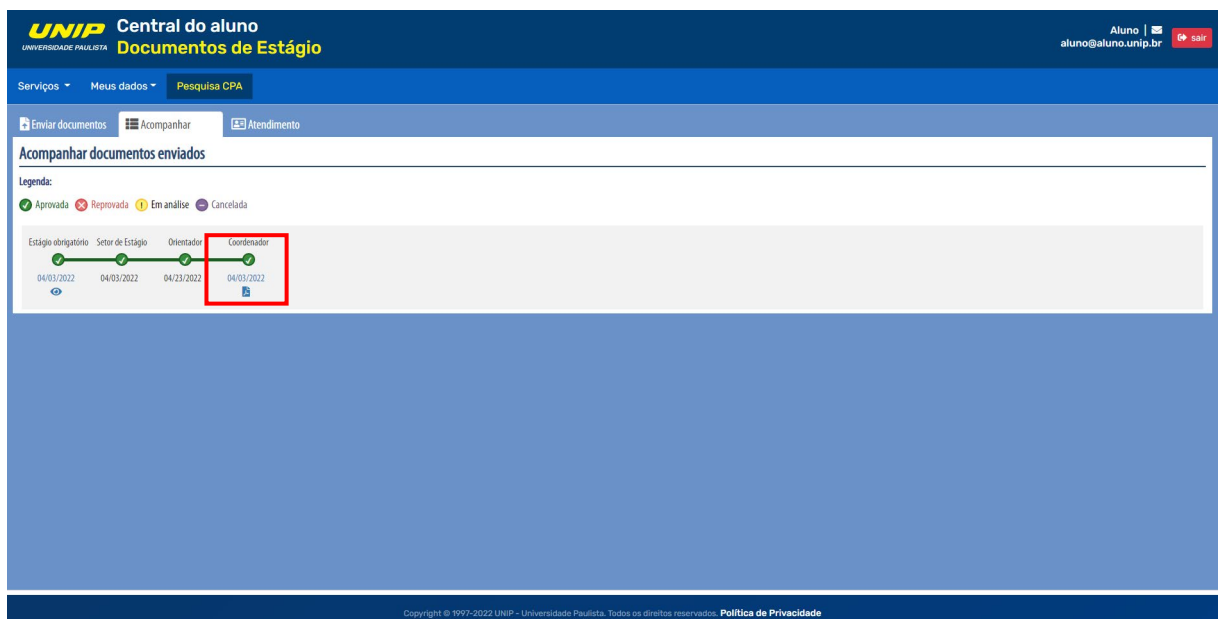 UNIP
UNIVERSIDADE PAULISTA
Central do aluno
Documentos de Estágio
Aluno |
aluno@aluno.unip.br
sair
Serviços Meus dados Pesquisa CPA
Enviar documentos Acompanhar Atendimento
Acompanhar documentos enviados
Legenda:
Aprovada Reprovada Em análise Cancelada
Estágio obrigatório Setor de Estágio Orientador Coordenador
04/03/2022 04/03/2022 04/23/2022 04/03/2022
Copyright © 1997-2022 UNIP - Universidade Paulista. Todos os direitos reservados. Política de Privacidade